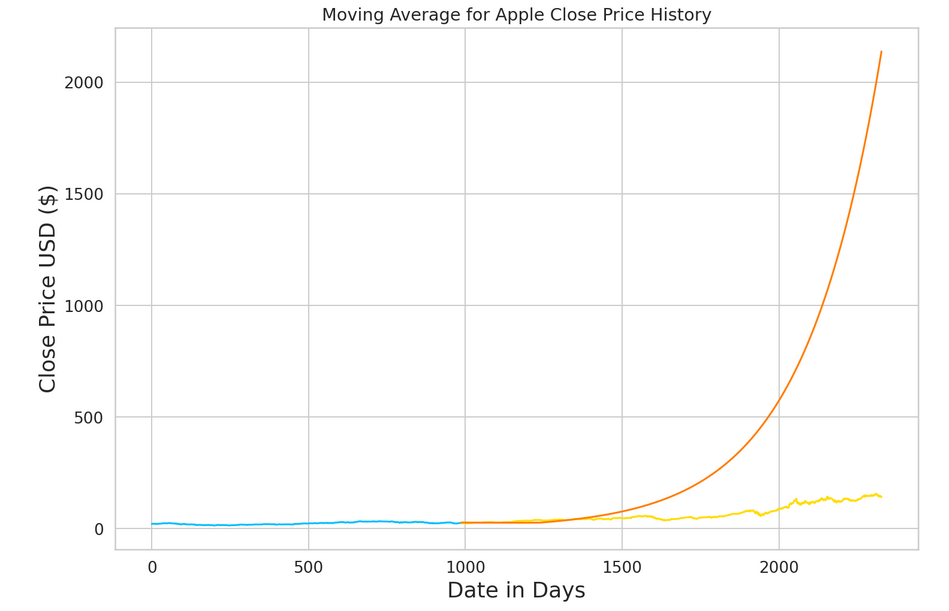 Moving Average for Apple Close Price History
Close Price USD ($)
2000
1500
1000
500
0
0 500 1000 1500 2000
Date in Days